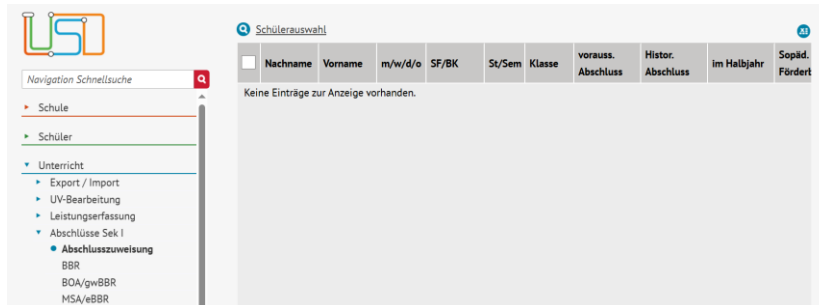 LUSD
Schülerauswahl
Nachname Vorname m/w/d/o SF/BK St/Sem Klasse vorauss. Abschluss Histor. Abschluss im Halbjahr Sopäd. Förderb
Keine Einträge zur Anzeige vorhanden.
Navigation Schnellsuche
Schule
Schüler
Unterricht
Export / Import
UV-Bearbeitung
Leistungserfassung
Abschlüsse Sek I
Abschlusszuweisung
BBR
BOA/gwBBR
MSA/eBBR